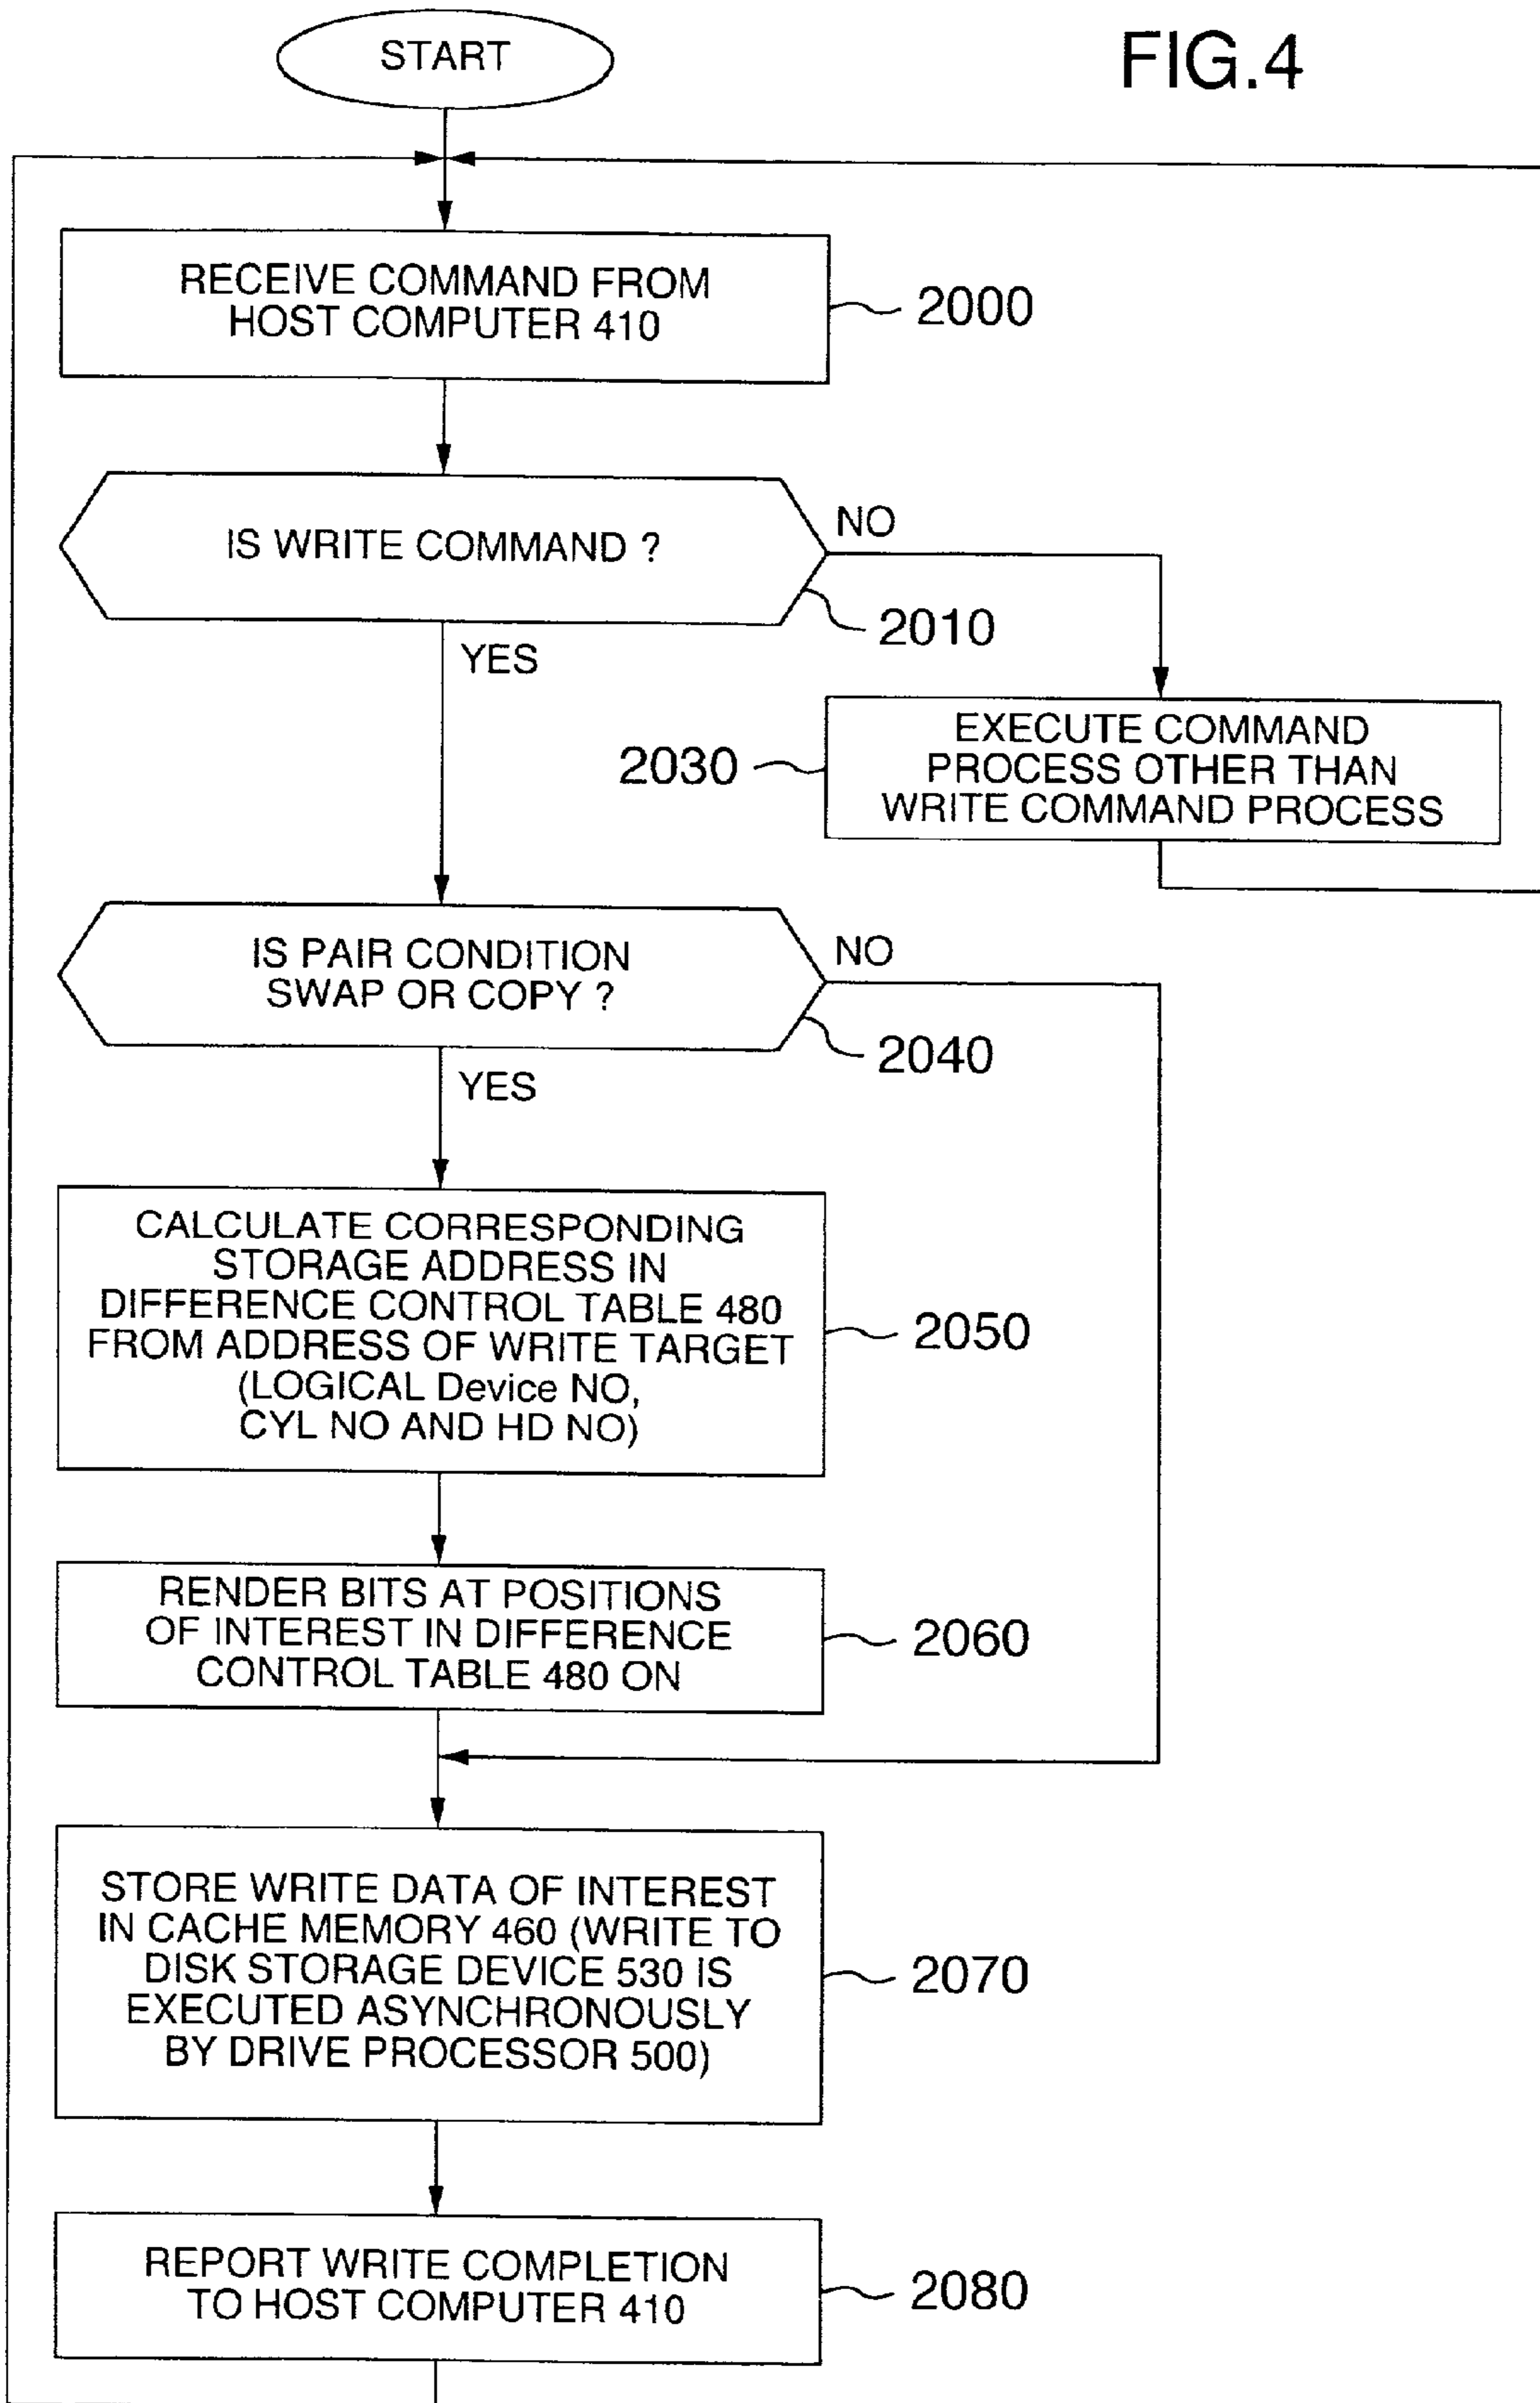 START
FIG.4
RECEIVE COMMAND FROM
HOST COMPUTER 410
2000
IS WRITE COMMAND ?
NO
2010
YES
2030
EXECUTE COMMAND
PROCESS OTHER THAN
WRITE COMMAND PROCESS
IS PAIR CONDITION
SWAP OR COPY ?
NO
2040
YES
CALCULATE CORRESPONDING
STORAGE ADDRESS IN
DIFFERENCE CONTROL TABLE 480
FROM ADDRESS OF WRITE TARGET
(LOGICAL Device NO,
CYL NO AND HD NO)
2050
RENDER BITS AT POSITIONS
OF INTEREST IN DIFFERENCE
CONTROL TABLE 480 ON
2060
STORE WRITE DATA OF INTEREST
IN CACHE MEMORY 460 (WRITE TO
DISK STORAGE DEVICE 530 IS
EXECUTED ASYNCHRONOUSLY
BY DRIVE PROCESSOR 500)
2070
REPORT WRITE COMPLETION
TO HOST COMPUTER 410
2080